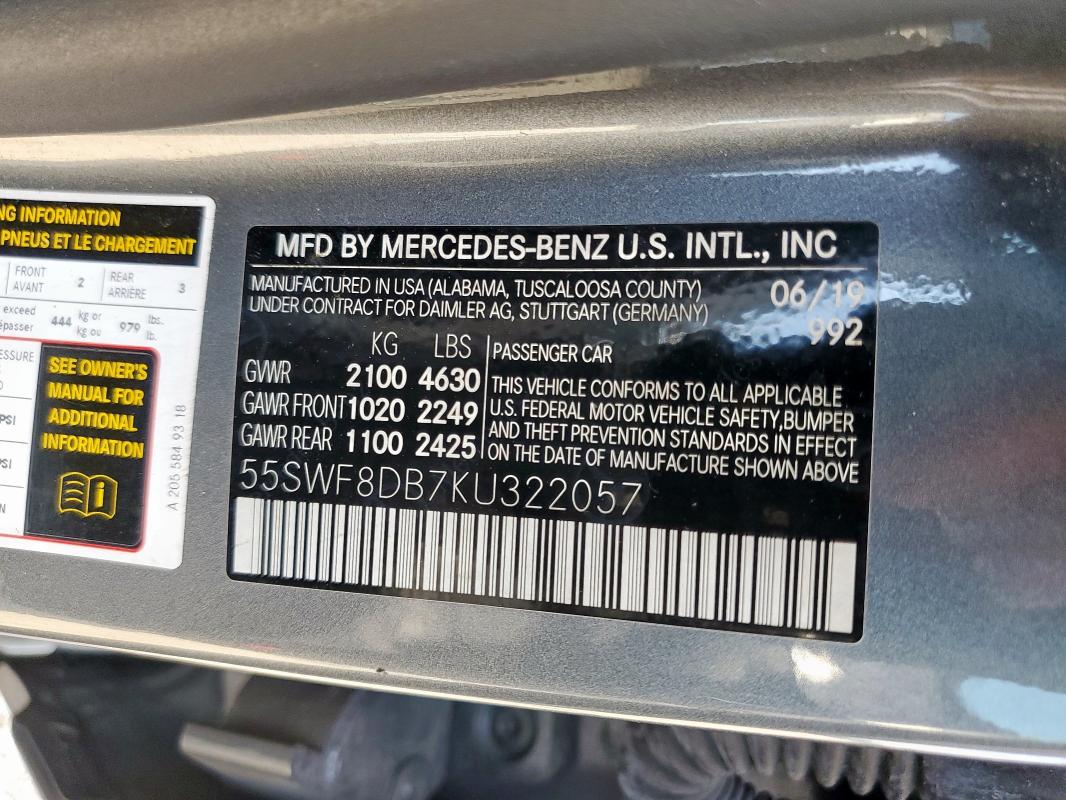 NG INFORMATION
PNEUS ET LE CHARGEMENT
FRONT 2 REAR 3
AVANT ARRIÈRE
exceed 444 kg or 979 lbs.
kg ou lb.
SEE OWNER'S
MANUAL FOR
ADDITIONAL
INFORMATION
i
A 205 584 93 18
MFD BY MERCEDES-BENZ U.S. INTL., INC
MANUFACTURED IN USA (ALABAMA, TUSCALOOSA COUNTY) 06/19
UNDER CONTRACT FOR DAIMLER AG, STUTTGART (GERMANY) 992
KG LBS
GVWR 2100 4630
GAWR FRONT 1020 2249
GAWR REAR 1100 2425
PASSENGER CAR
THIS VEHICLE CONFORMS TO ALL APPLICABLE
U.S. FEDERAL MOTOR VEHICLE SAFETY, BUMPER
AND THEFT PREVENTION STANDARDS IN EFFECT
ON THE DATE OF MANUFACTURE SHOWN ABOVE
55SWF8DB7KU322057